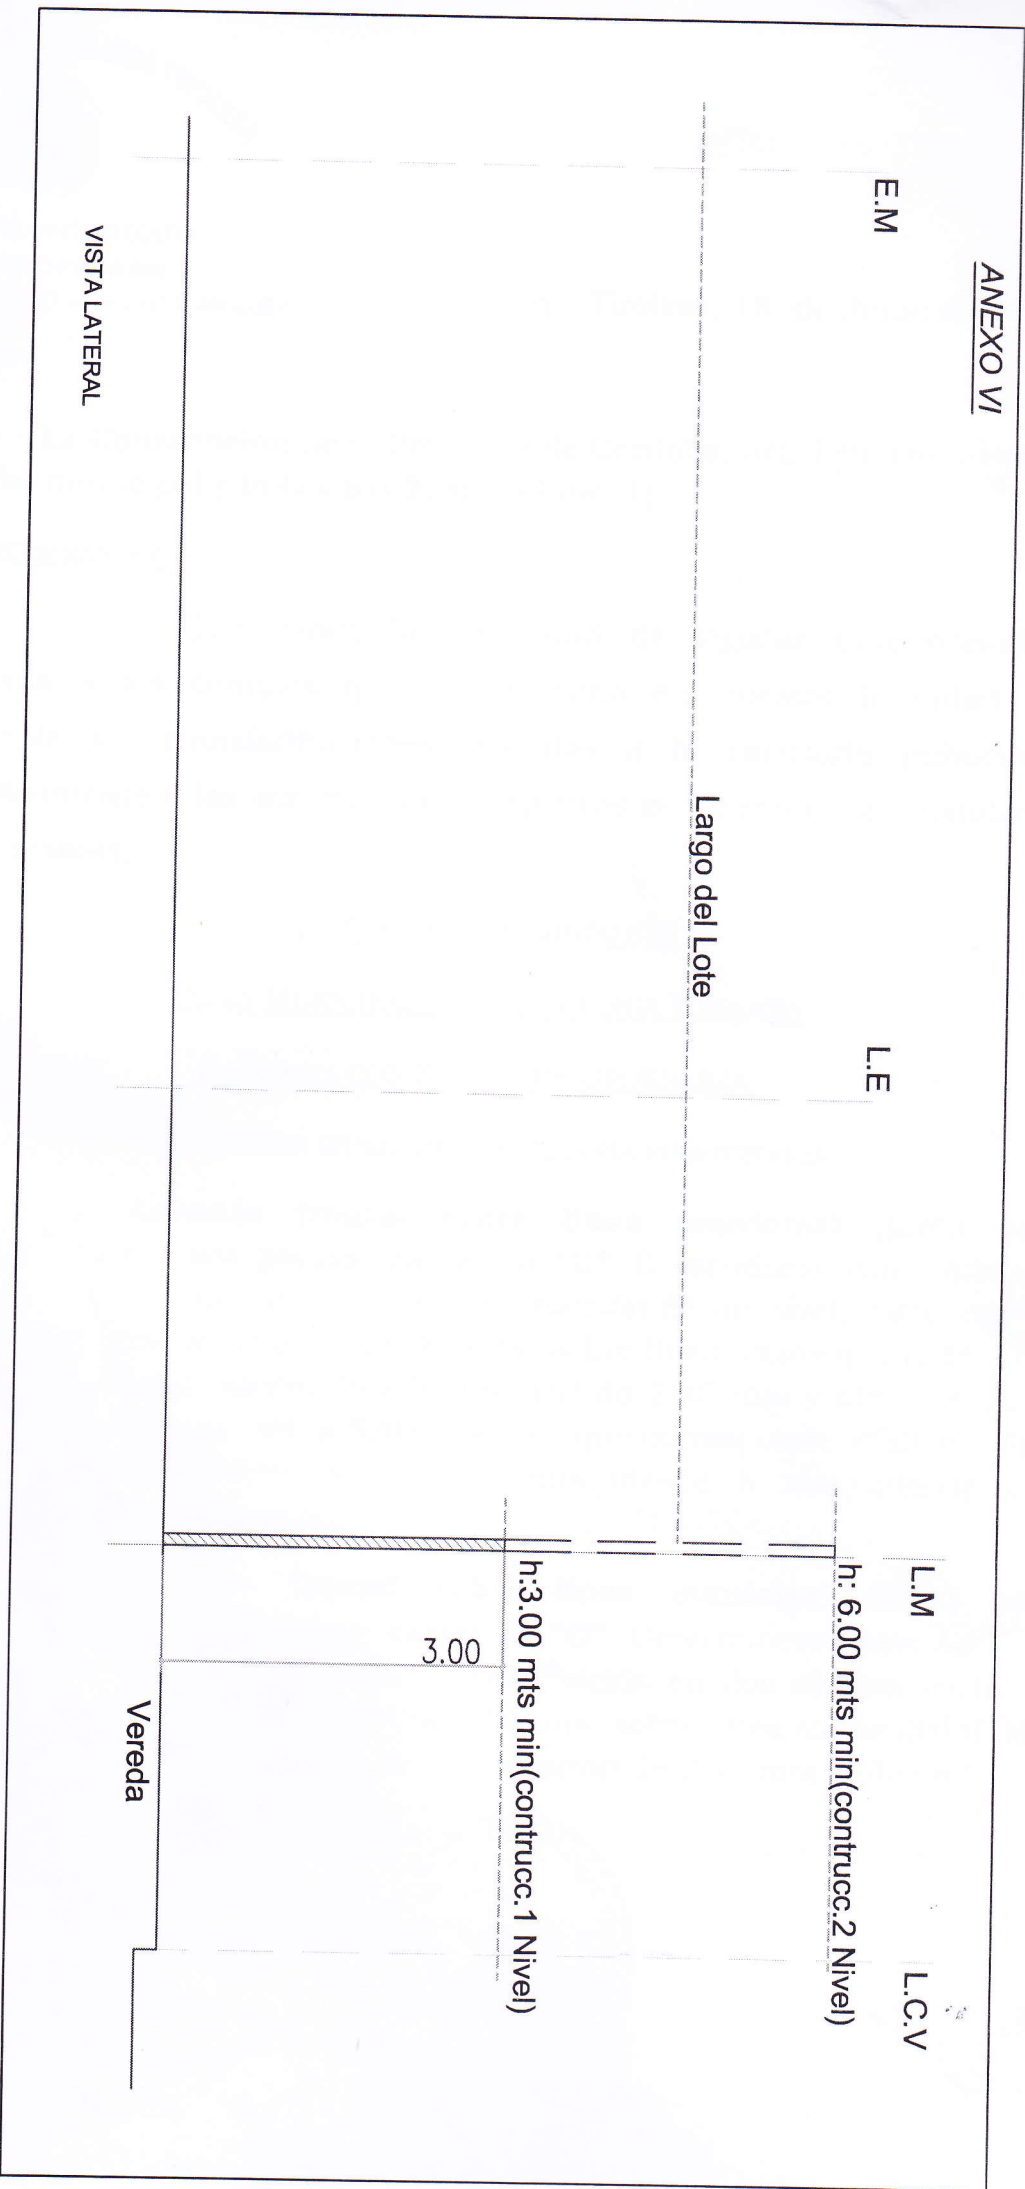 ANEXO VI
E.M
L.E
L.M
L.C.V
h: 6.00 mts min(contrucc.2 Nivel)
Largo del Lote
h:3.00 mts min(contrucc.1 Nivel)
3.00
Vereda
VISTA LATERAL